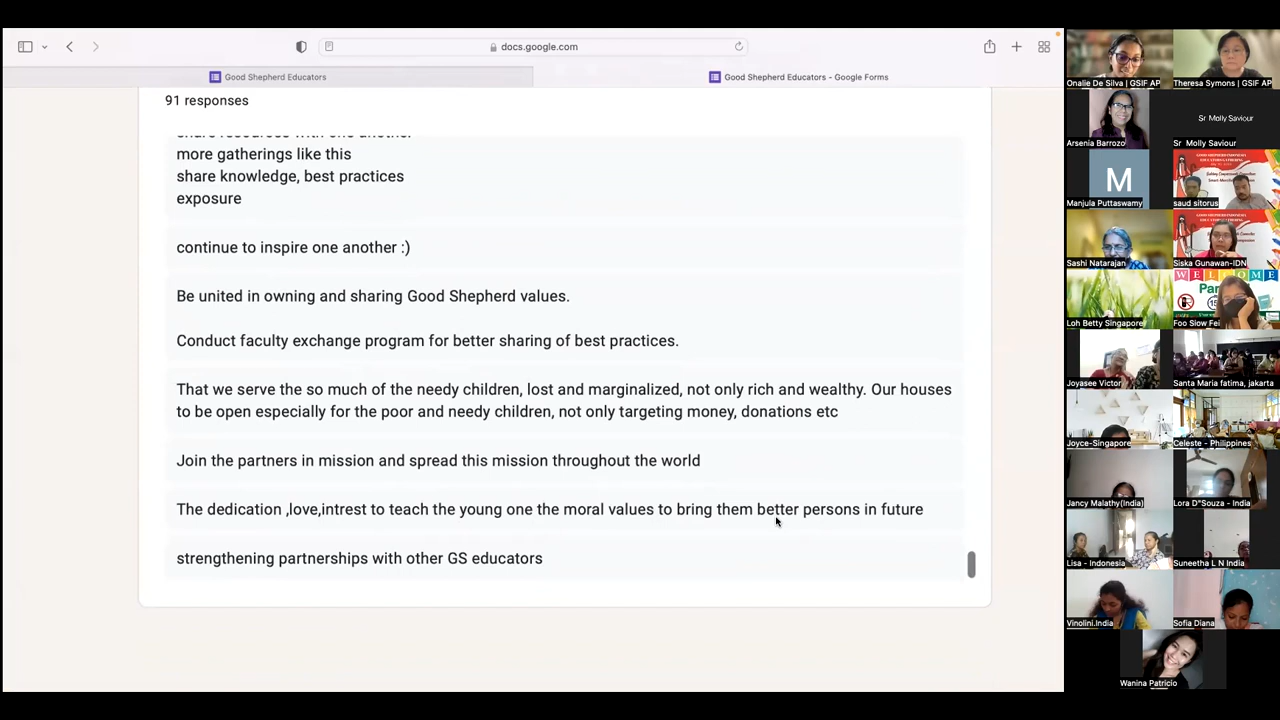 docs.google.com
Good Shepherd Educators
Good Shepherd Educators - Google Forms
91 responses
share resources with one another
more gatherings like this
share knowledge, best practices
exposure
continue to inspire one another :)
Be united in owning and sharing Good Shepherd values.
Conduct faculty exchange program for better sharing of best practices.
That we serve the so much of the needy children, lost and marginalized, not only rich and wealthy. Our houses
to be open especially for the poor and needy children, not only targeting money, donations etc
Join the partners in mission and spread this mission throughout the world
The dedication ,love,intrest to teach the young one the moral values to bring them better persons in future
strengthening partnerships with other GS educators
Onalie De Silva | GSIF AP
Theresa Symons | GSIF AP
Arsenia Barrozo
Sr Molly Saviour
Sr Molly Saviour
M
Manjula Puttaswamy
saud sitorus
Sashi Natarajan
Siska Gunawan-IDN
WELCOME
Loh Betty Singapore
Foo Slow Fei
Joyasee Victor
Santa Maria fatima, jakarta
Joyce-Singapore
Celeste - Philippines
Jancy Malathy(India)
Lora D"Souza - India
Lisa - Indonesia
Suneetha L N India
Vinolini.India
Sofia Diana
Wanina Patricio